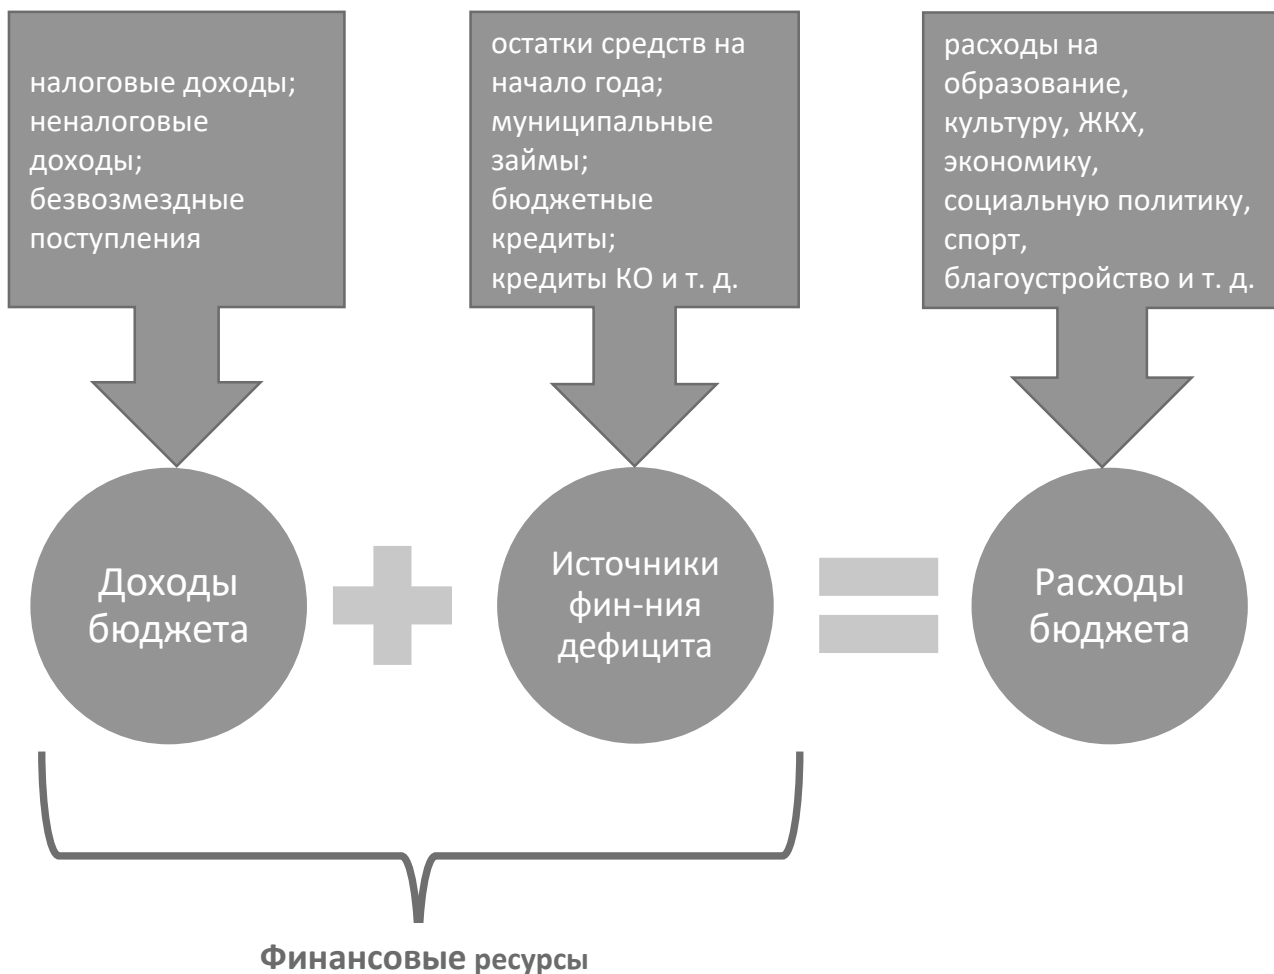 налоговые доходы;
неналоговые
доходы;
безвозмездные
поступления
остатки средств на
начало года;
муниципальные
займы;
бюджетные
кредиты;
кредиты КО и т. д.
расходы на
образование,
культуру, ЖКХ,
экономику,
социальную политику,
спорт,
благоустройство и т. д.
Доходы
бюджета
Источники
фин-ния
дефицита
Расходы
бюджета
Финансовые ресурсы